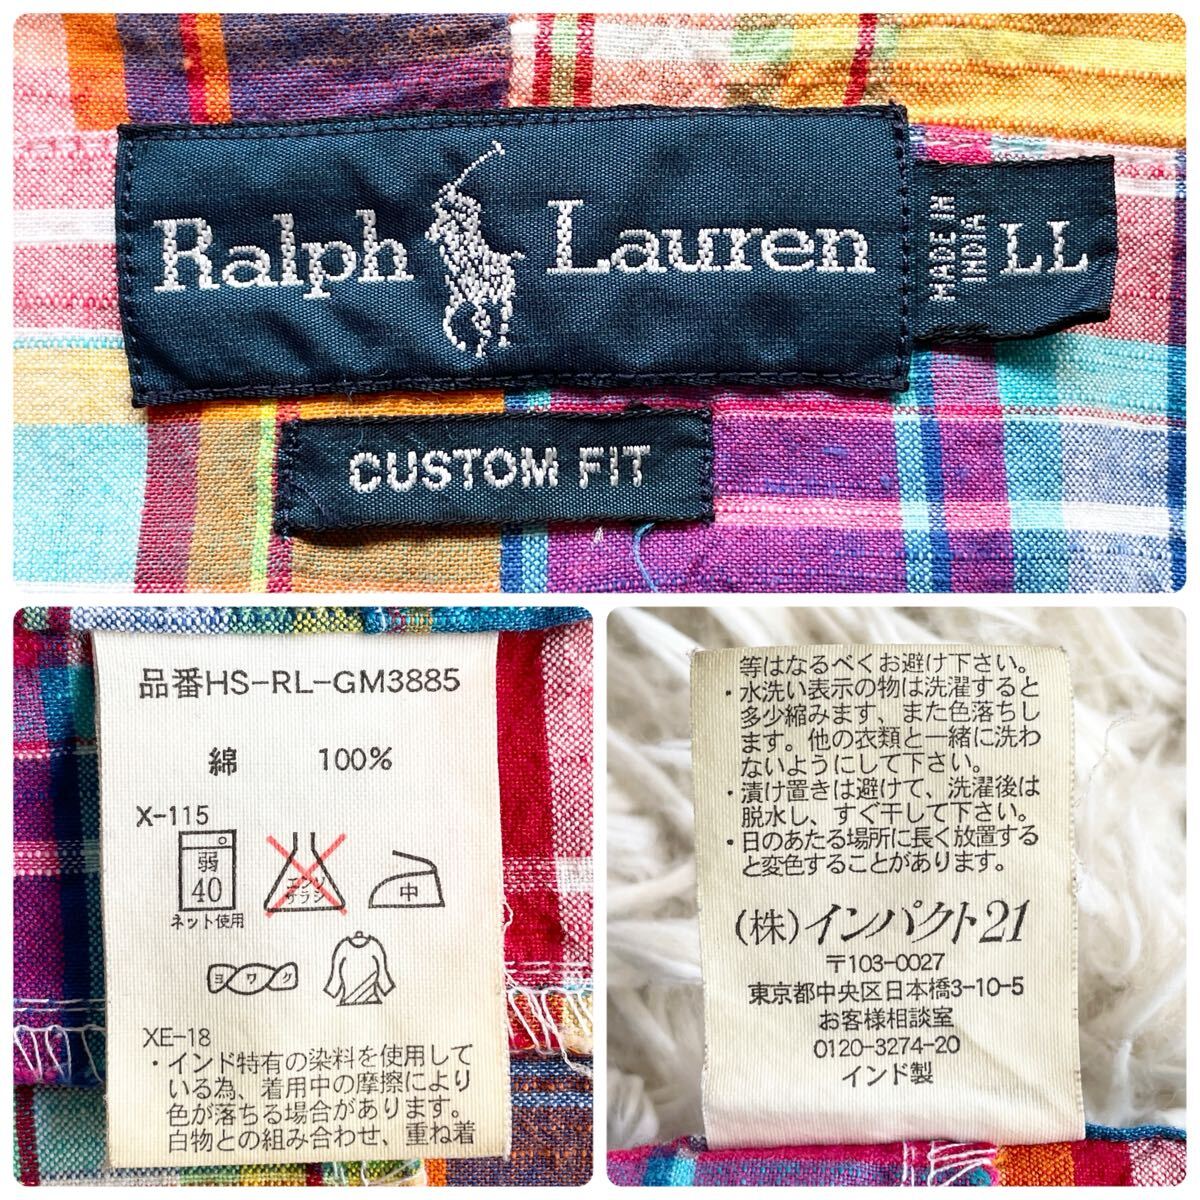 Ralph Lauren
MADE IN
INDIA
LL
CUSTOM FIT
品番HS-RL-GM3885
綿 100%
X-115
弱
40
ネット使用
エンソ
サラシ
中
ヨワク
XE-18
・インド特有の染料を使用して
いる為、着用中の摩擦により
色が落ちる場合があります。
白物との組み合わせ、重ね着
等はなるべくお避け下さい。
・水洗い表示の物は洗濯すると
多少縮みます、また色落ちし
ます。他の衣類と一緒に洗わ
ないようにして下さい。
・漬け置きは避けて、洗濯後は
脱水し、すぐ干して下さい。
・日のあたる場所に長く放置する
と変色することがあります。
(株)インパクト21
〒103-0027
東京都中央区日本橋3-10-5
お客様相談室
0120-3274-20
インド製